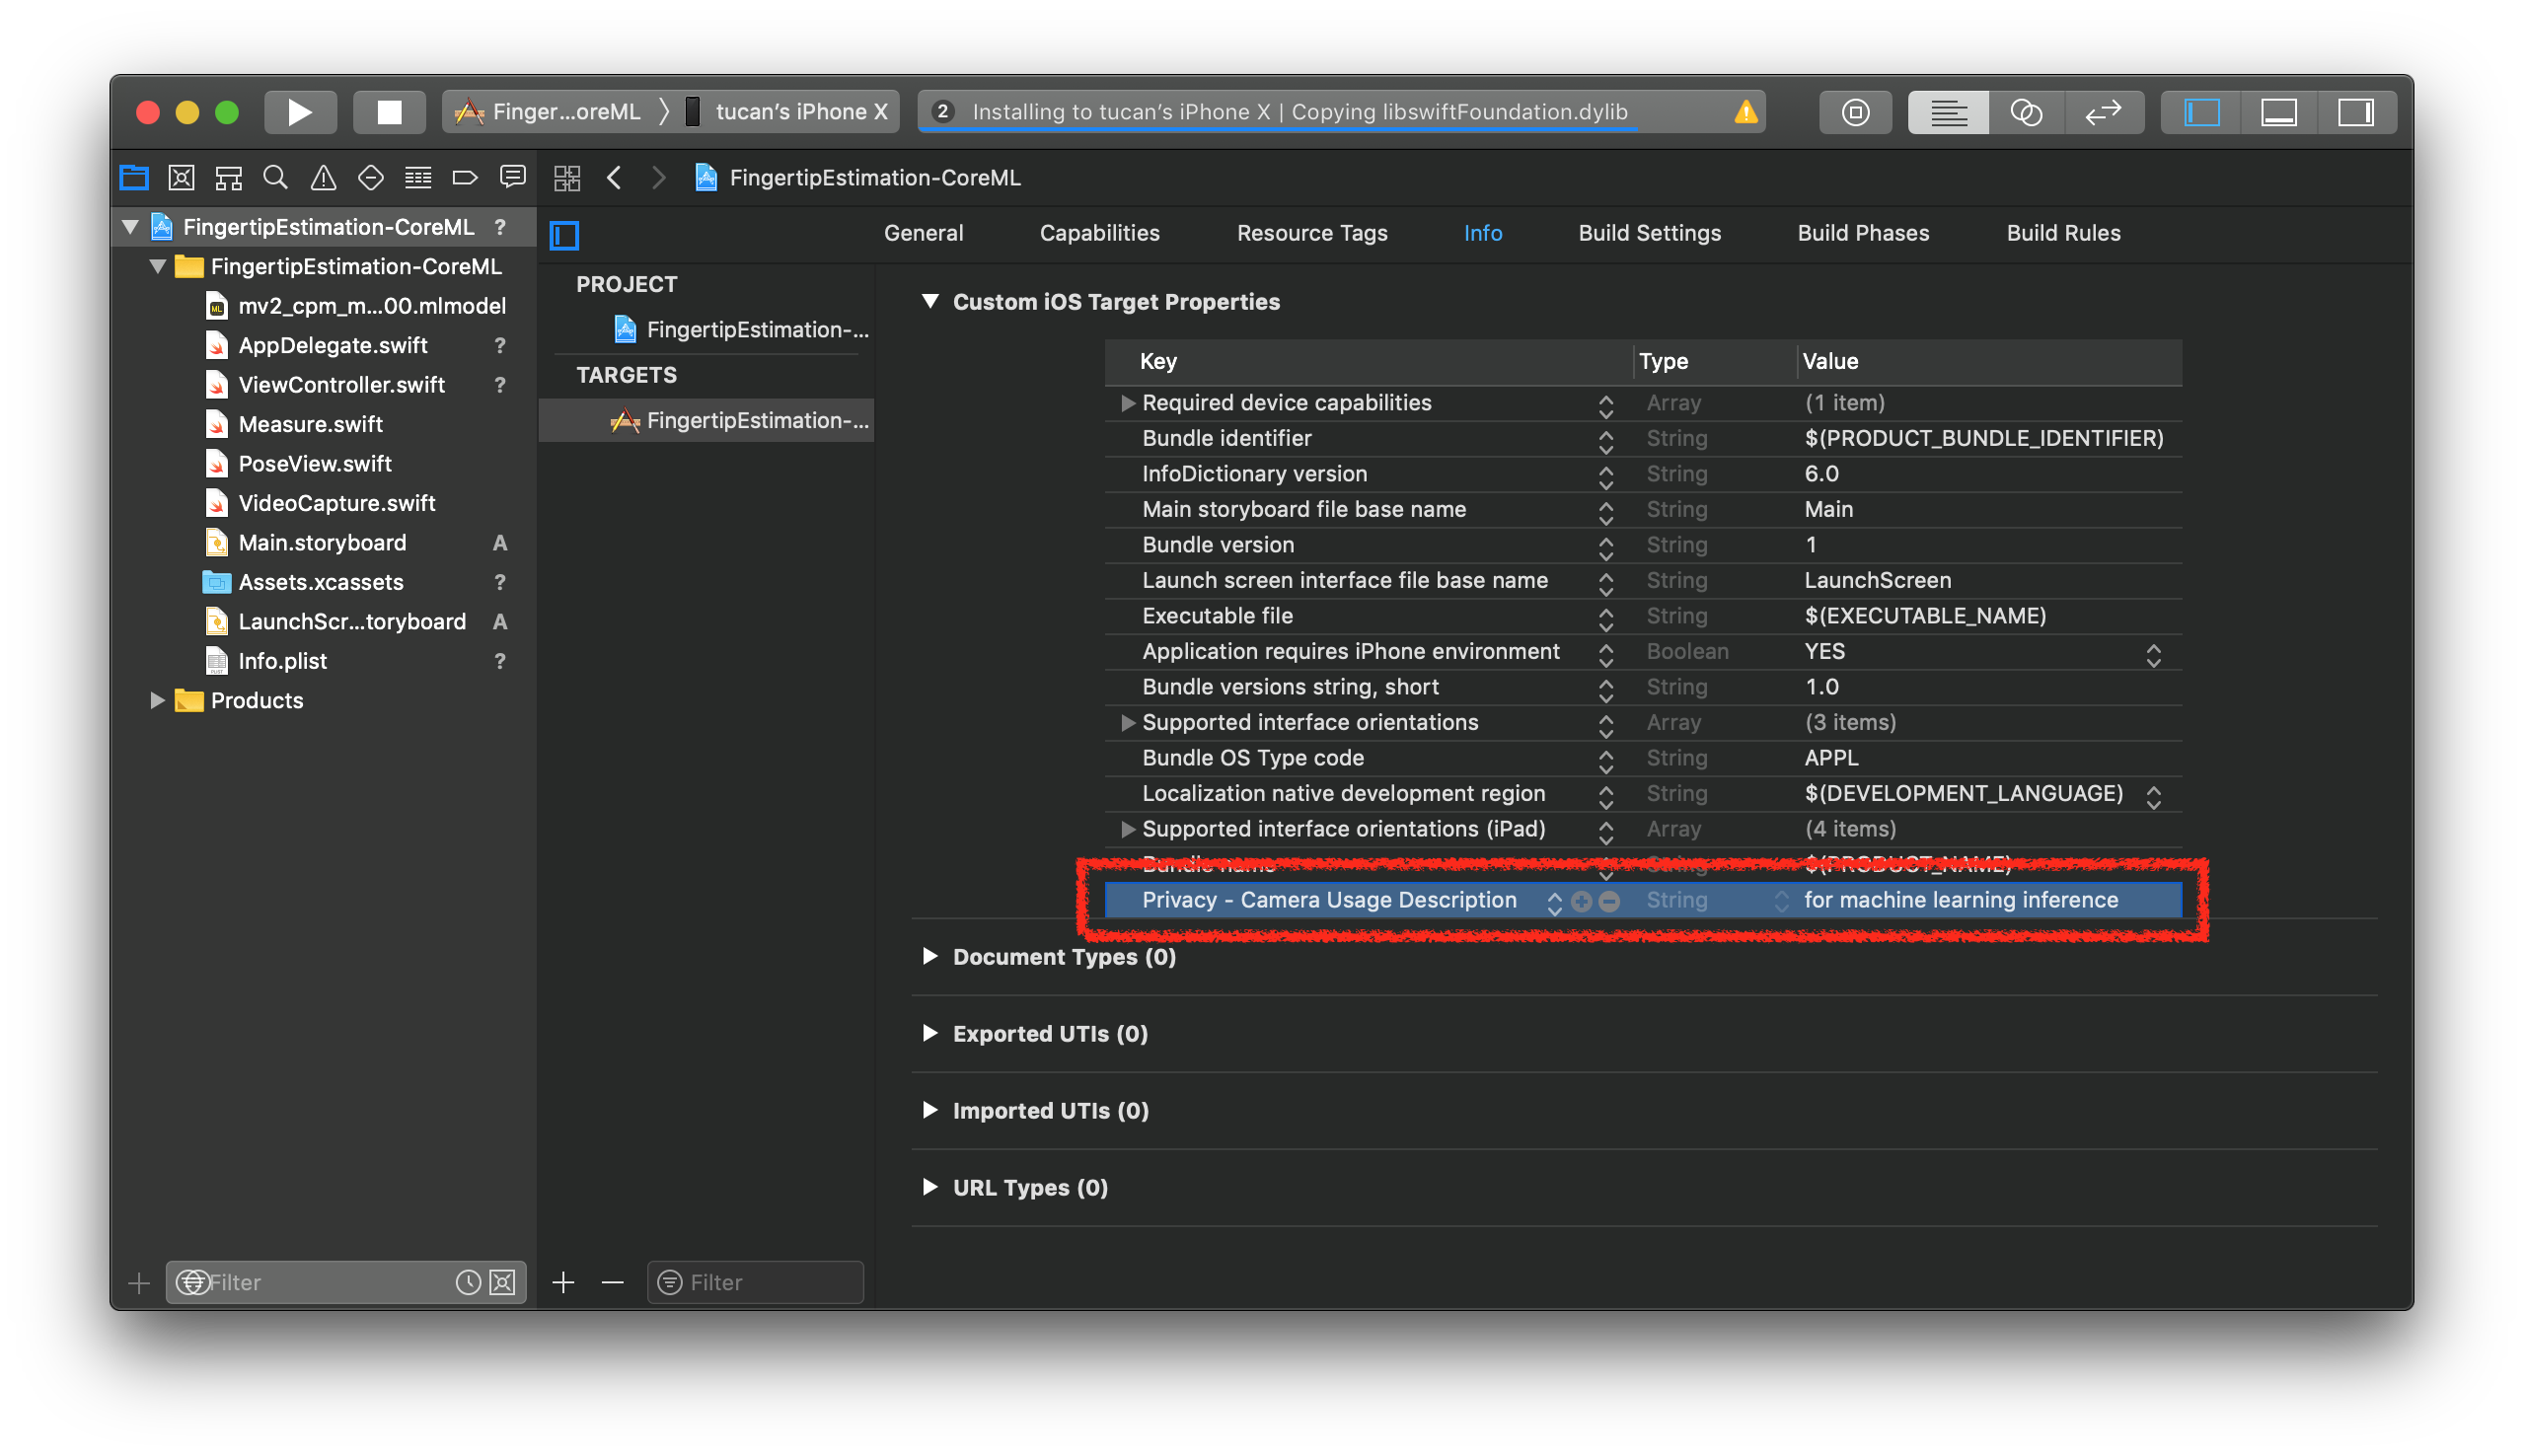 Finger...oreML 〉 tucan's iPhone X
2 Installing to tucan's iPhone X | Copying libswiftFoundation.dylib
FingertipEstimation-CoreML
FingertipEstimation-CoreML ?
FingertipEstimation-CoreML
mv2_cpm_m...00.mlmodel
AppDelegate.swift ?
ViewController.swift ?
Measure.swift
PoseView.swift
VideoCapture.swift
Main.storyboard A
Assets.xcassets ?
LaunchScr...toryboard A
Info.plist ?
Products
Filter
PROJECT
FingertipEstimation-...
TARGETS
FingertipEstimation-...
Filter
General Capabilities Resource Tags Info Build Settings Build Phases Build Rules
Custom iOS Target Properties
Key Type Value
Required device capabilities Array (1 item)
Bundle identifier String $(PRODUCT_BUNDLE_IDENTIFIER)
InfoDictionary version String 6.0
Main storyboard file base name String Main
Bundle version String 1
Launch screen interface file base name String LaunchScreen
Executable file String $(EXECUTABLE_NAME)
Application requires iPhone environment Boolean YES
Bundle versions string, short String 1.0
Supported interface orientations Array (3 items)
Bundle OS Type code String APPL
Localization native development region String $(DEVELOPMENT_LANGUAGE)
Supported interface orientations (iPad) Array (4 items)
Bundle name String $(PRODUCT_NAME)
Privacy - Camera Usage Description String for machine learning inference
Document Types (0)
Exported UTIs (0)
Imported UTIs (0)
URL Types (0)